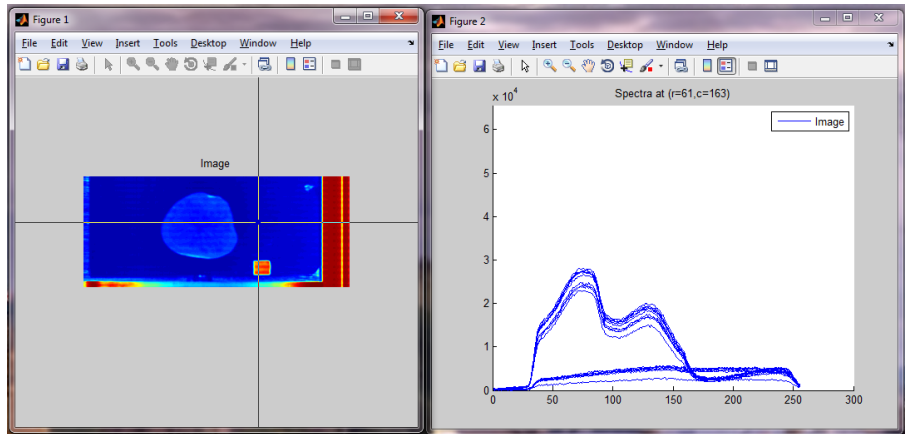 Figure 1
File Edit View Insert Tools Desktop Window Help
Image
Figure 2
File Edit View Insert Tools Desktop Window Help
Spectra at (r=61,c=163)
x 10^4
Image
6
5
4
3
2
1
0
0 50 100 150 200 250 300